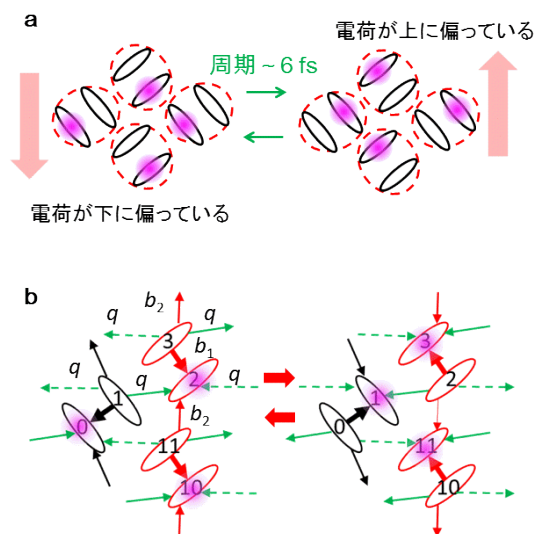 a
電荷が上に偏っている
周期~6 fs
電荷が下に偏っている
b
q b₂ q
3
q b₁
1 q 2 q
0 b₂
11
10
3
2
1
0
11
10